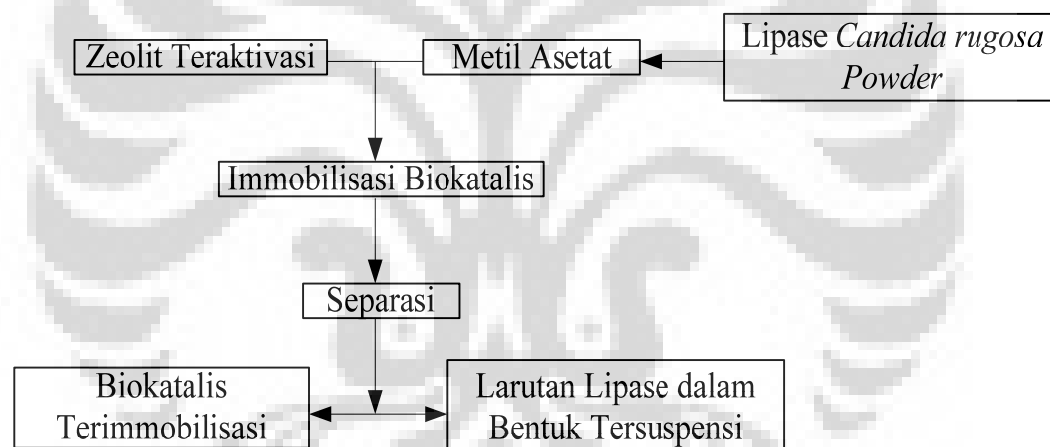 Zeolit Teraktivasi
Metil Asetat
Lipase Candida rugosa
Powder
Immobilisasi Biokatalis
Separasi
Biokatalis
Terimmobilisasi
Larutan Lipase dalam
Bentuk Tersuspensi